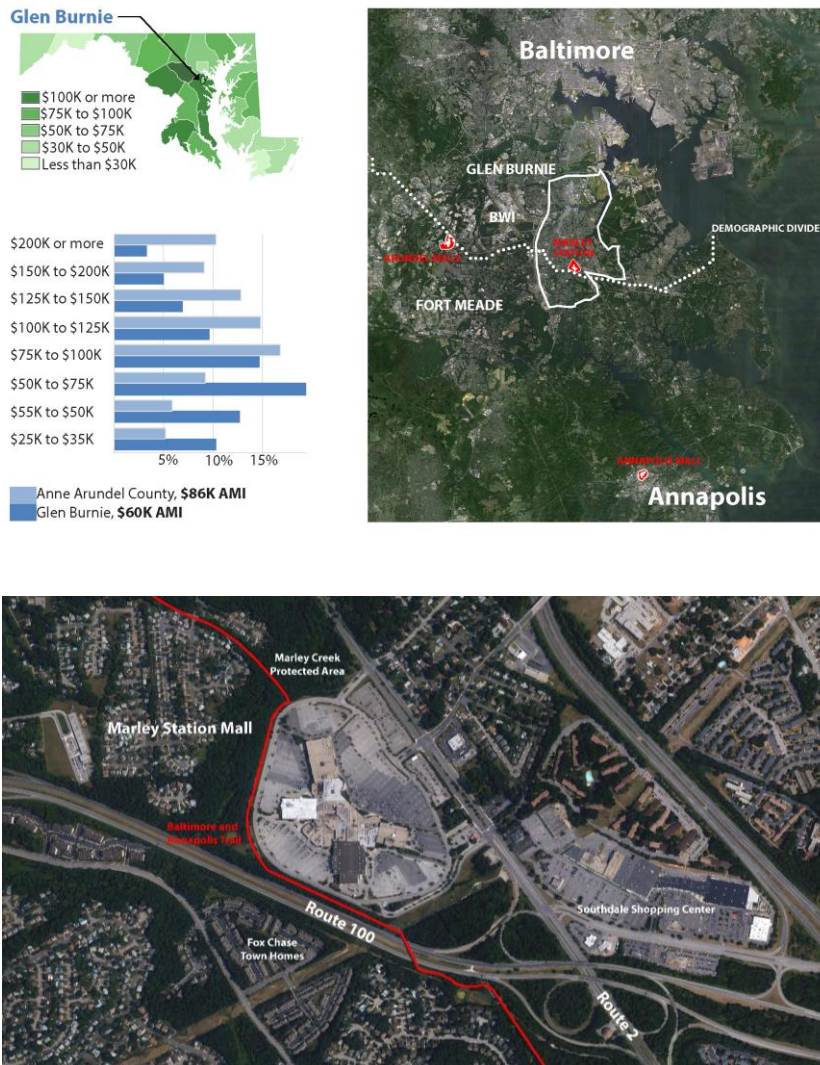 Glen Burnie
$100K or more
$75K to $100K
$50K to $75K
$30K to $50K
Less than $30K
$200K or more
$150K to $200K
$125K to $150K
$100K to $125K
$75K to $100K
$50K to $75K
$55K to $50K
$25K to $35K
5% 10% 15%
Anne Arundel County, $86K AMI
Glen Burnie, $60K AMI
Baltimore
GLEN BURNIE
BWI
DEMOGRAPHIC DIVIDE
ARUNDEL MILLS
MARLEY
STATION
FORT MEADE
ANNAPOLIS MALL
Annapolis
Marley Creek
Protected Area
Marley Station Mall
Baltimore and
Annapolis Trail
Route 100
Southdale Shopping Center
Fox Chase
Town Homes
Route 2